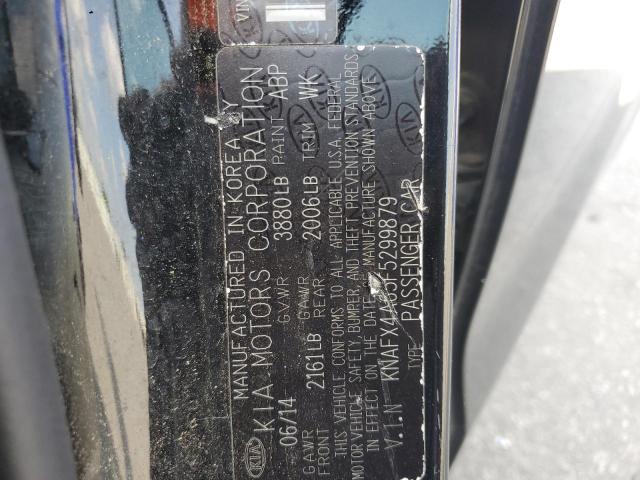 VIN
MANUFACTURED IN KOREA BY
KIA KIA MOTORS CORPORATION
06/14 GVWR 3880LB PAINT ABP
GAWR FRONT 2161LB GAWR REAR 2006LB TRIM WK
THIS VEHICLE CONFORMS TO ALL APPLICABLE U.S.A. FEDERAL
MOTOR VEHICLE SAFETY, BUMPER, AND THEFT PREVENTION STANDARDS
IN EFFECT ON THE DATE OF MANUFACTURE SHOWN ABOVE
V.I.N
TYPE PASSENGER CAR